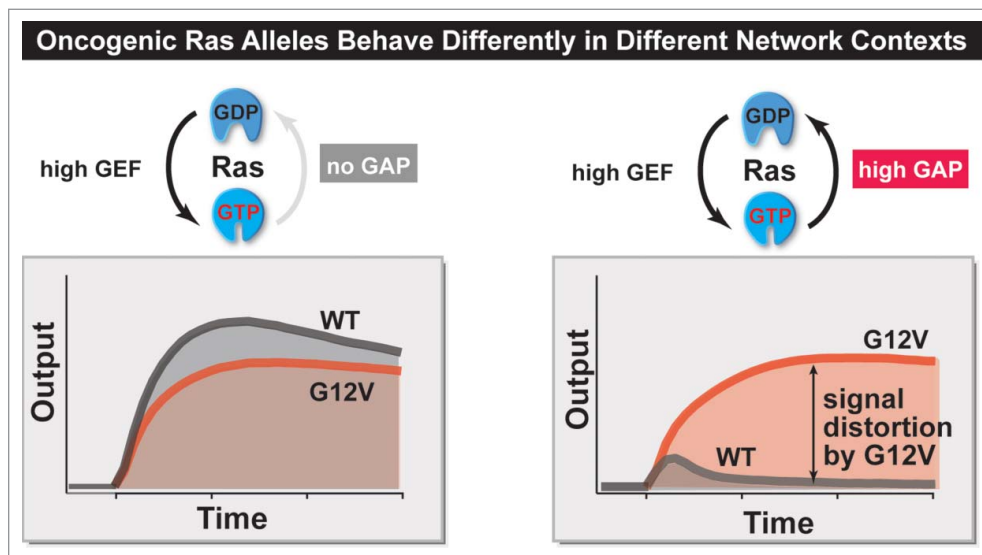 Oncogenic Ras Alleles Behave Differently in Different Network Contexts
GDP
high GEF
Ras
no GAP
GTP
Output
WT
G12V
Time
GDP
high GEF
Ras
high GAP
GTP
Output
G12V
signal
distortion
by G12V
WT
Time